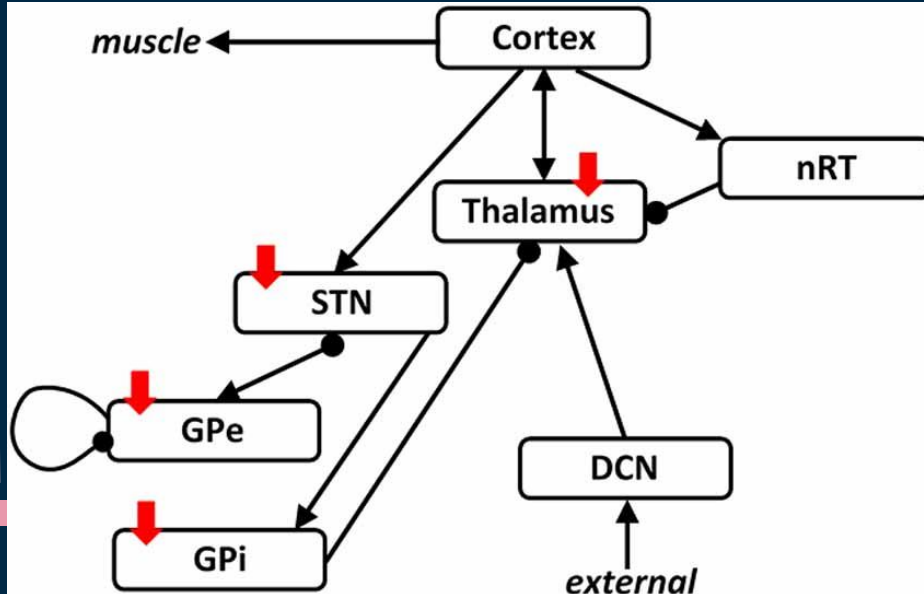 Cortex
muscle
nRT
Thalamus
STN
GPe
DCN
GPi
external